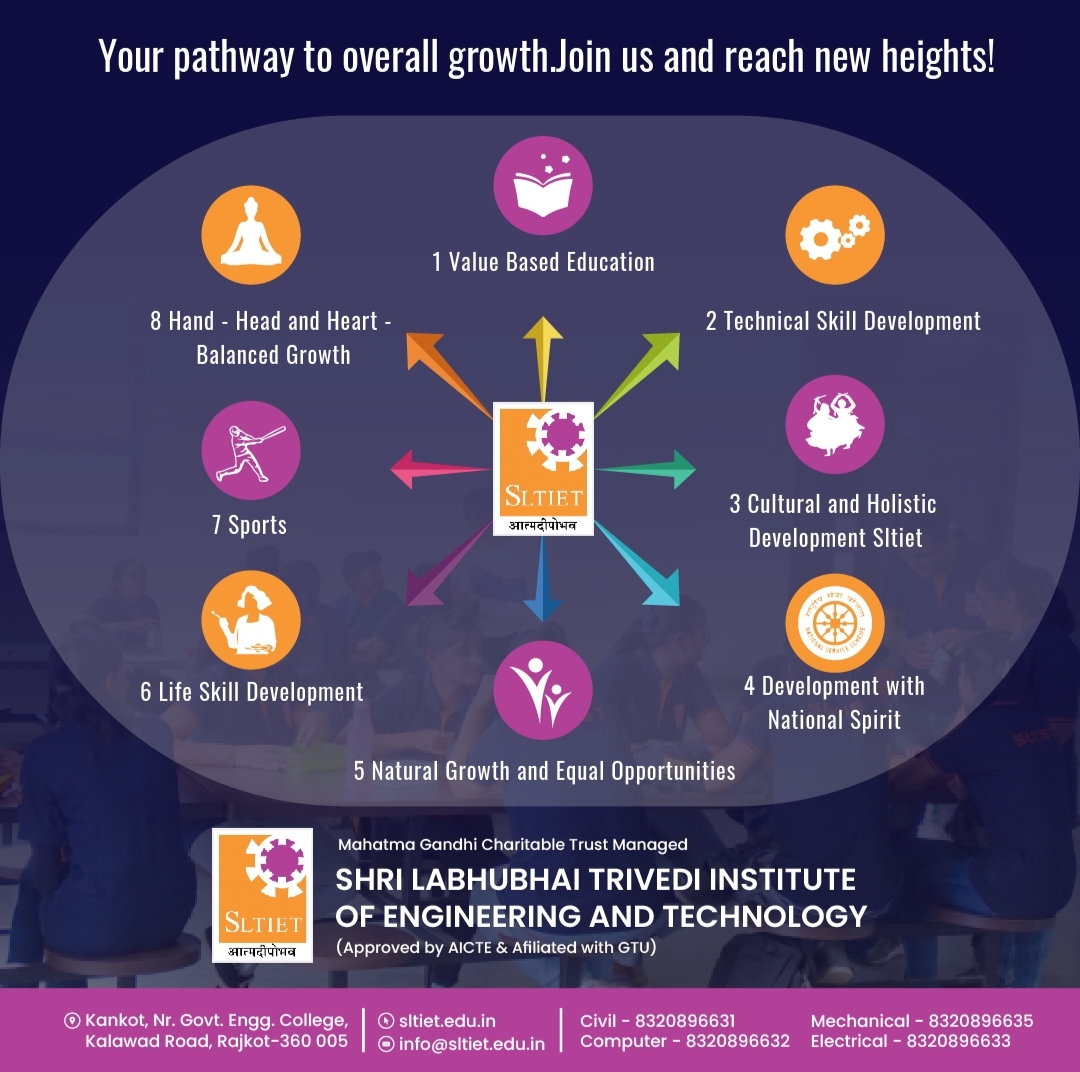 Your pathway to overall growth.Join us and reach new heights!
1 Value Based Education
2 Technical Skill Development
3 Cultural and Holistic
Development Sltiet
राष्ट्रीय सेवा योजना
NATIONAL SERVICE SCHEME
4 Development with
National Spirit
5 Natural Growth and Equal Opportunities
6 Life Skill Development
7 Sports
8 Hand - Head and Heart -
Balanced Growth
SLTIET
आत्मदीपोभव
SLTIET
आत्मदीपोभव
Mahatma Gandhi Charitable Trust Managed
SHRI LABHUBHAI TRIVEDI INSTITUTE
OF ENGINEERING AND TECHNOLOGY
(Approved by AICTE & Afiliated with GTU)
Kankot, Nr. Govt. Engg. College,
Kalawad Road, Rajkot-360 005
sltiet.edu.in
info@sltiet.edu.in
Civil - 8320896631
Computer - 8320896632
Mechanical - 8320896635
Electrical - 8320896633